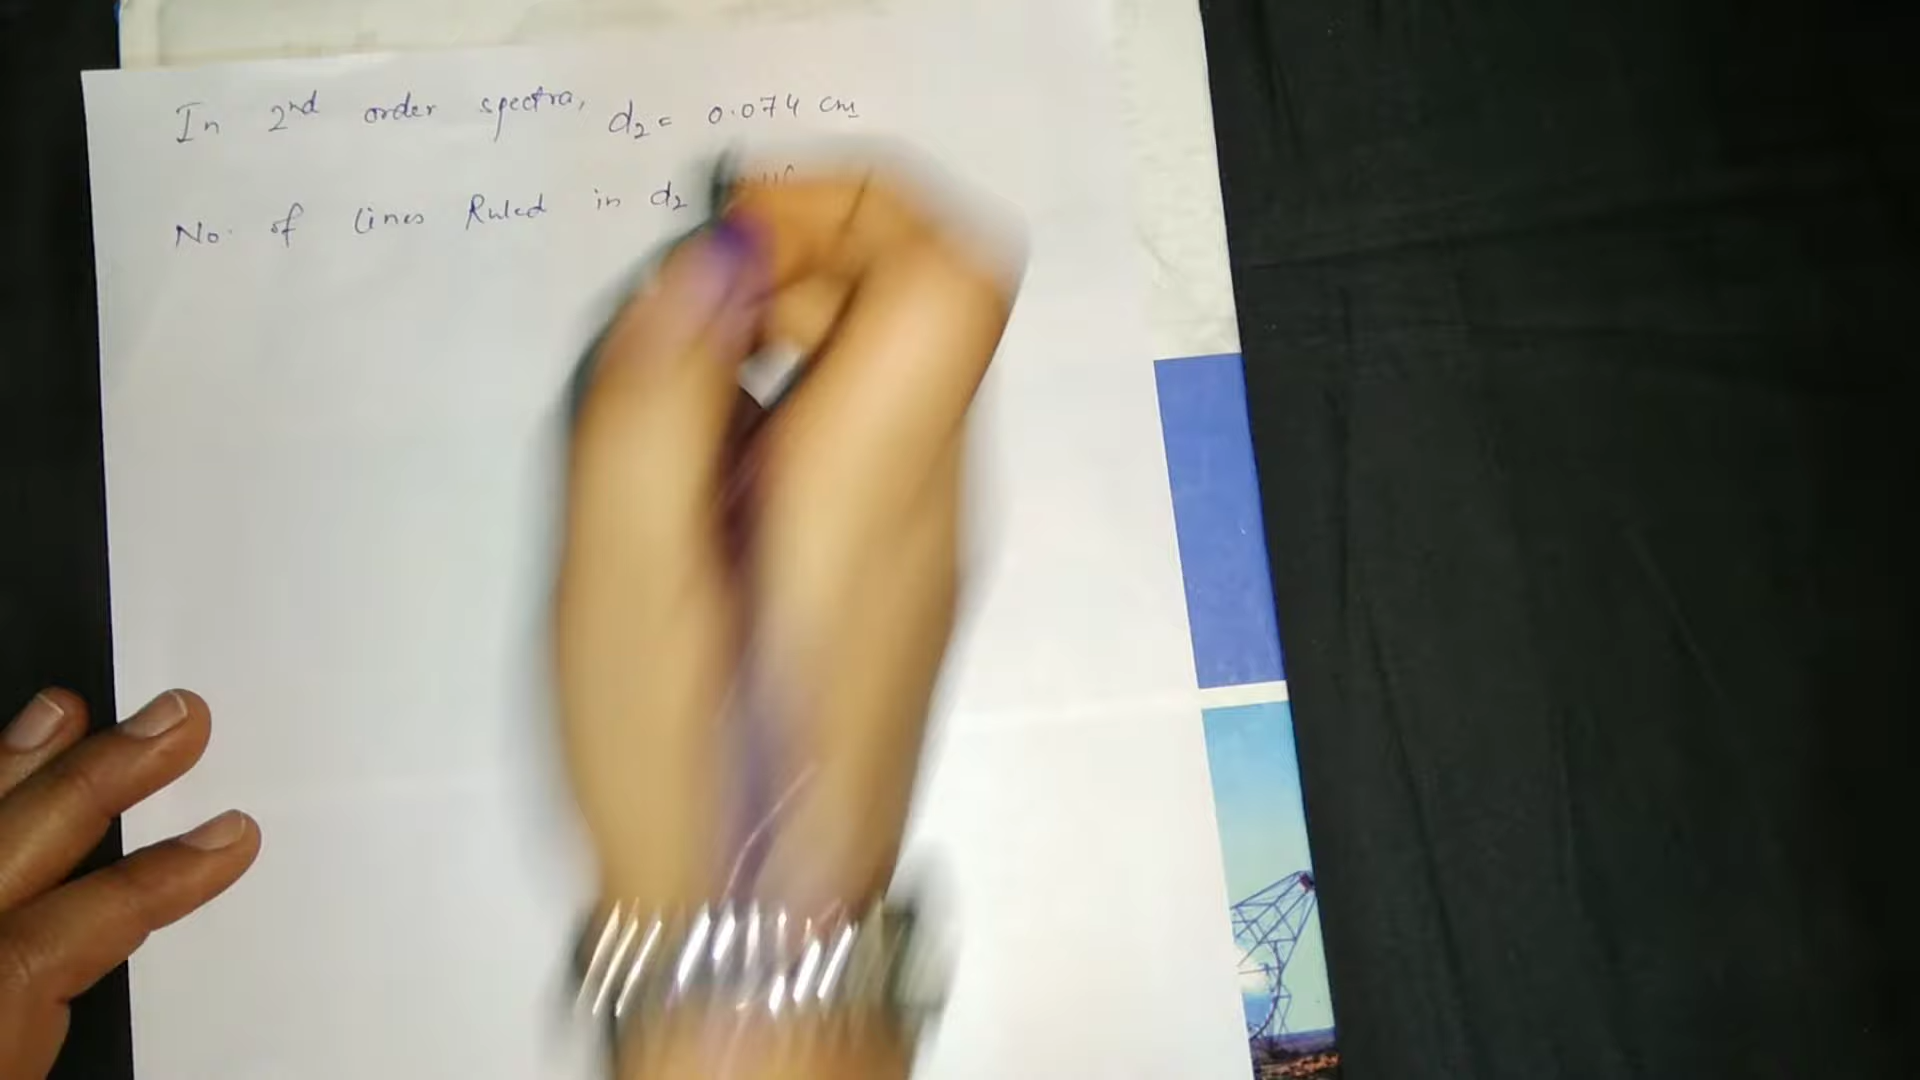 In 2nd order spectra, d2 = 0.074 cm
No. of lines Ruled in d2